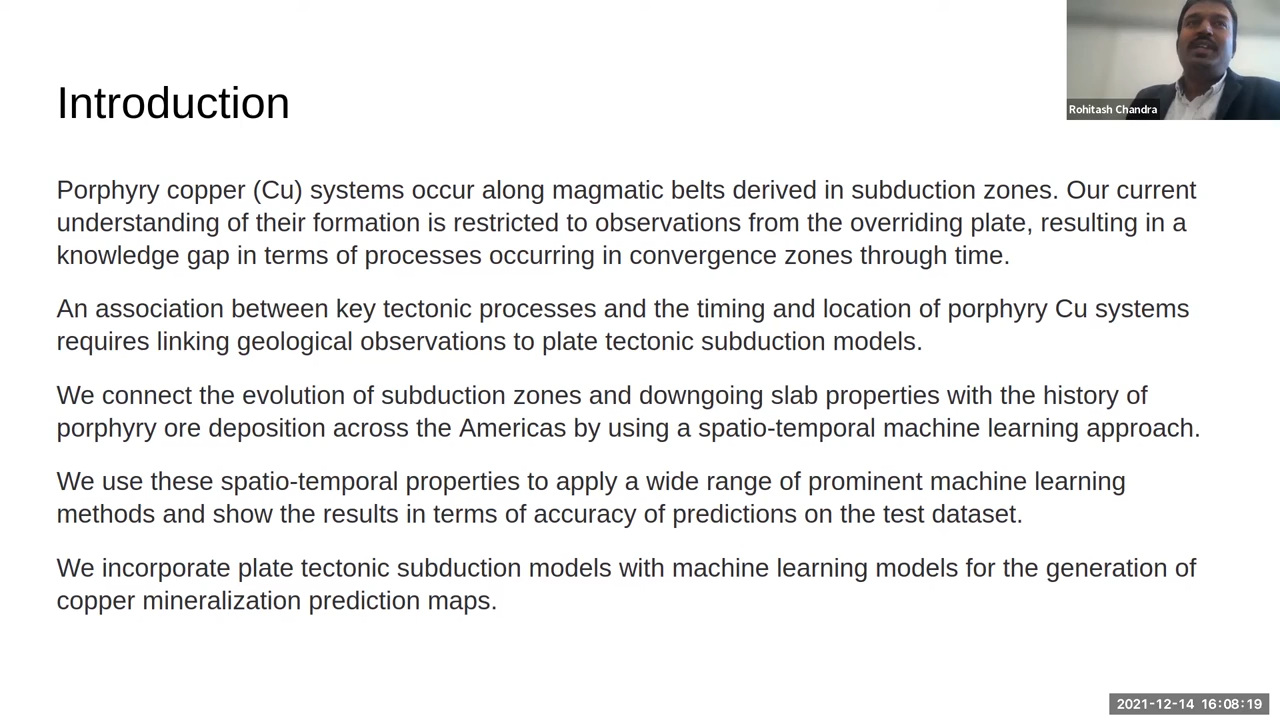 Introduction
Rohitash Chandra
Porphyry copper (Cu) systems occur along magmatic belts derived in subduction zones. Our current
understanding of their formation is restricted to observations from the overriding plate, resulting in a
knowledge gap in terms of processes occurring in convergence zones through time.
An association between key tectonic processes and the timing and location of porphyry Cu systems
requires linking geological observations to plate tectonic subduction models.
We connect the evolution of subduction zones and downgoing slab properties with the history of
porphyry ore deposition across the Americas by using a spatio-temporal machine learning approach.
We use these spatio-temporal properties to apply a wide range of prominent machine learning
methods and show the results in terms of accuracy of predictions on the test dataset.
We incorporate plate tectonic subduction models with machine learning models for the generation of
copper mineralization prediction maps.
2021-12-14 16:08:19